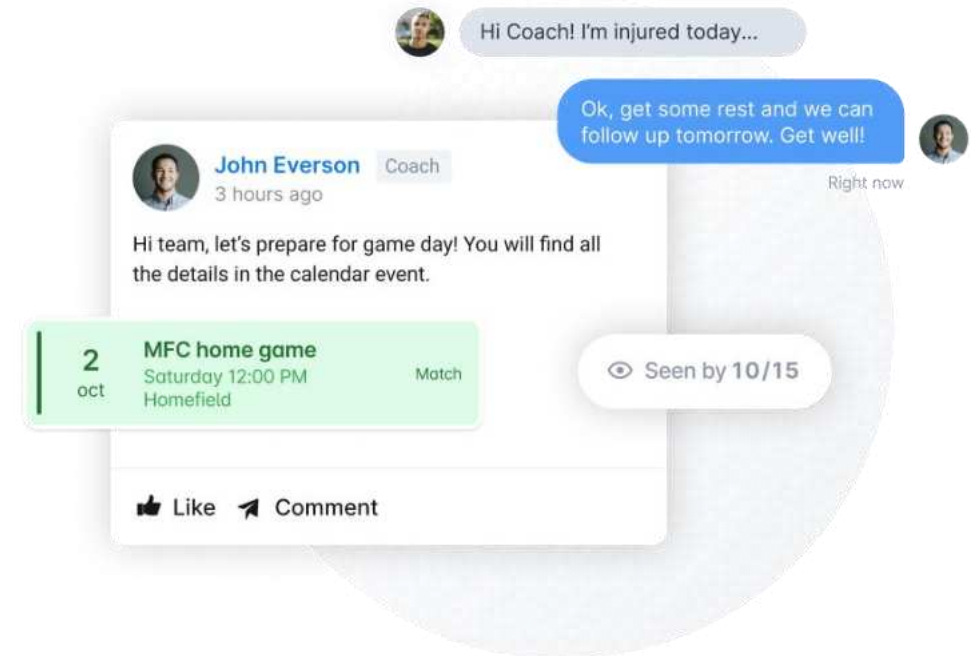 Hi Coach! I'm injured today...
Ok, get some rest and we can
follow up tomorrow. Get well!
Right now
John Everson Coach
3 hours ago
Hi team, let's prepare for game day! You will find all
the details in the calendar event.
2
oct
MFC home game
Saturday 12:00 PM
Homefield
Match
Seen by 10/15
Like Comment